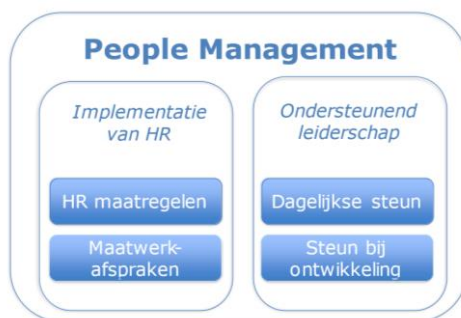 People Management
Implementatie
van HR
HR maatregelen
Maatwerk-
afspraken
Ondersteunend
leiderschap
Dagelijkse steun
Steun bij
ontwikkeling